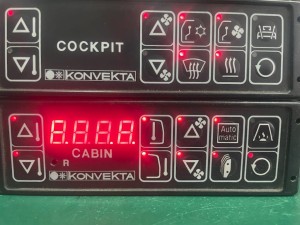 COCKPIT
KONVEKTA
8.8.8.8.
Auto
matic
CABIN
R
KONVEKTA